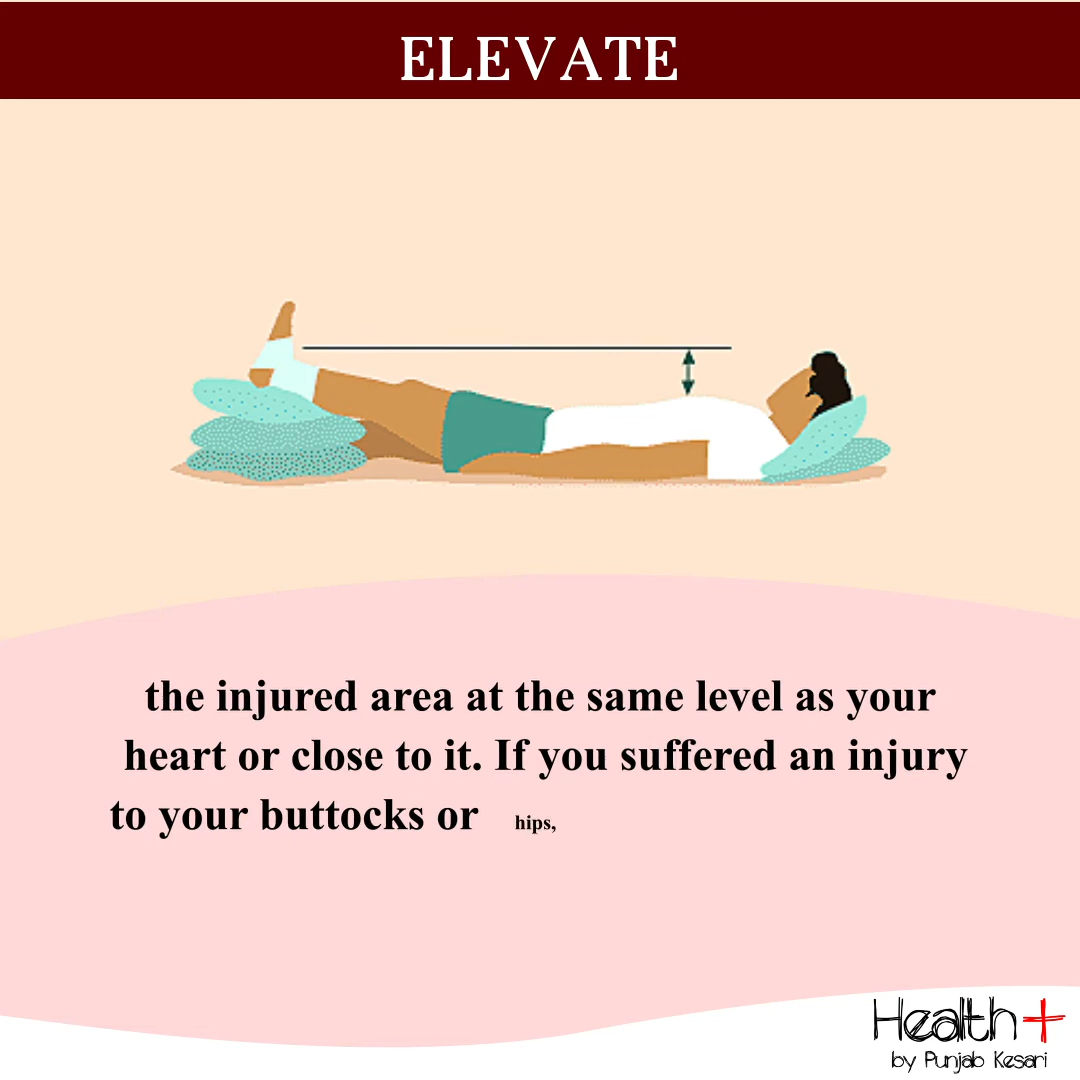 ELEVATE
the injured area at the same level as your
heart or close to it. If you suffered an injury
to your buttocks or hips,
Health+
by Punjab Kesari